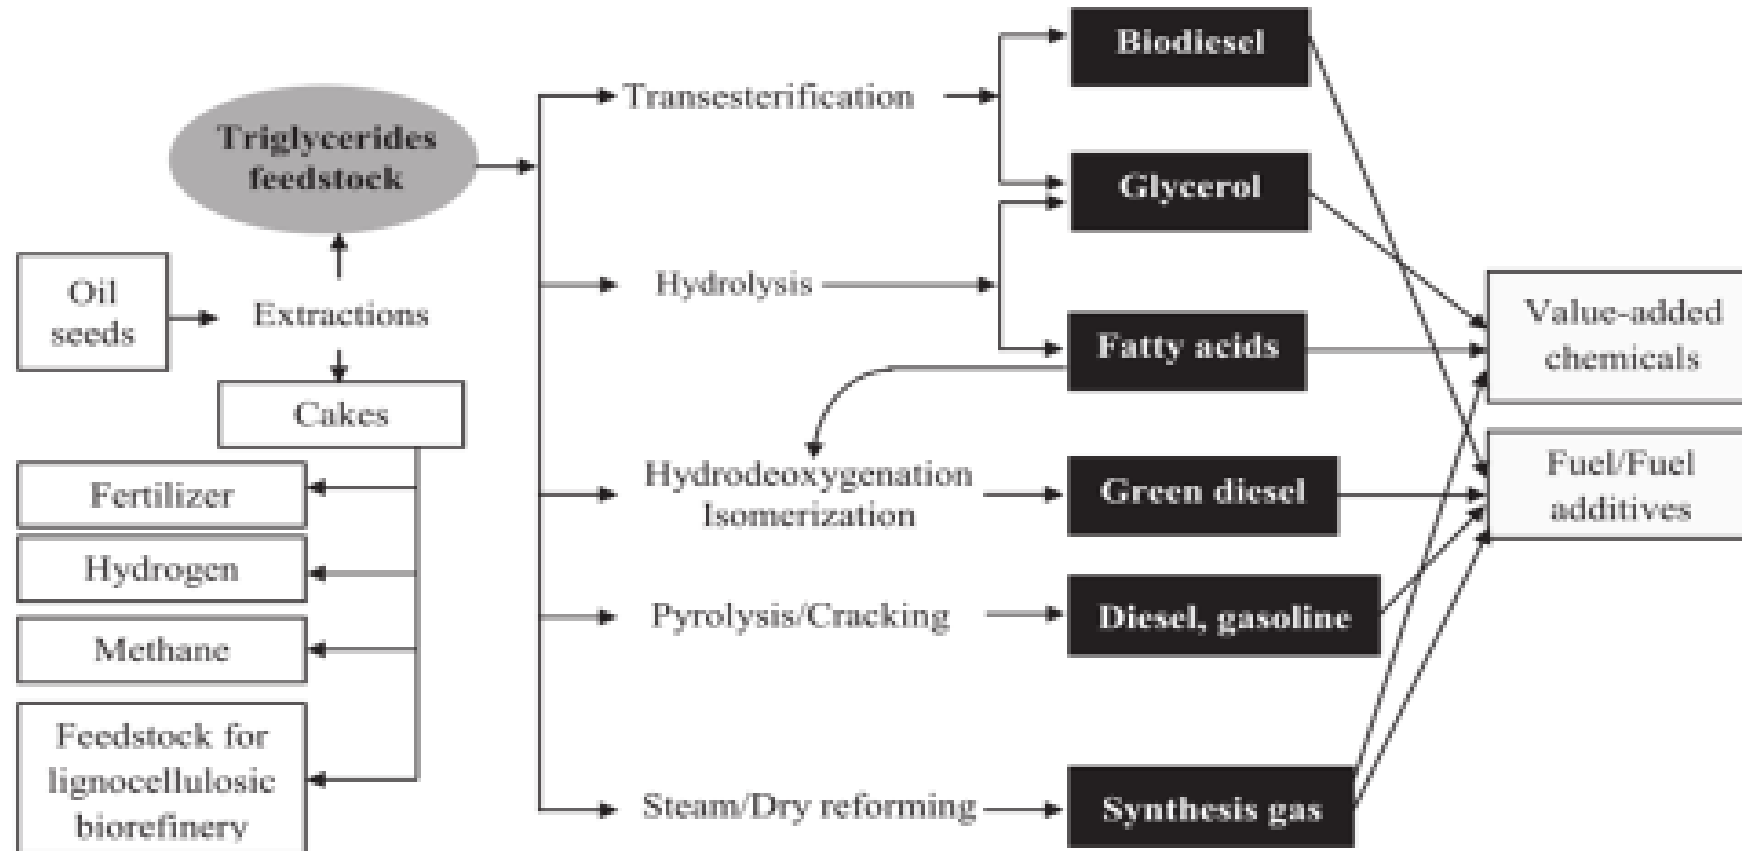 Triglycerides
feedstock
Oil
seeds
Extractions
Cakes
Fertilizer
Hydrogen
Methane
Feedstock for
lignocellulosic
biorefinery
Transesterification
Hydrolysis
Hydrodeoxygenation
Isomerization
Pyrolysis/Cracking
Steam/Dry reforming
Biodiesel
Glycerol
Fatty acids
Green diesel
Diesel, gasoline
Synthesis gas
Value-added
chemicals
Fuel/Fuel
additives